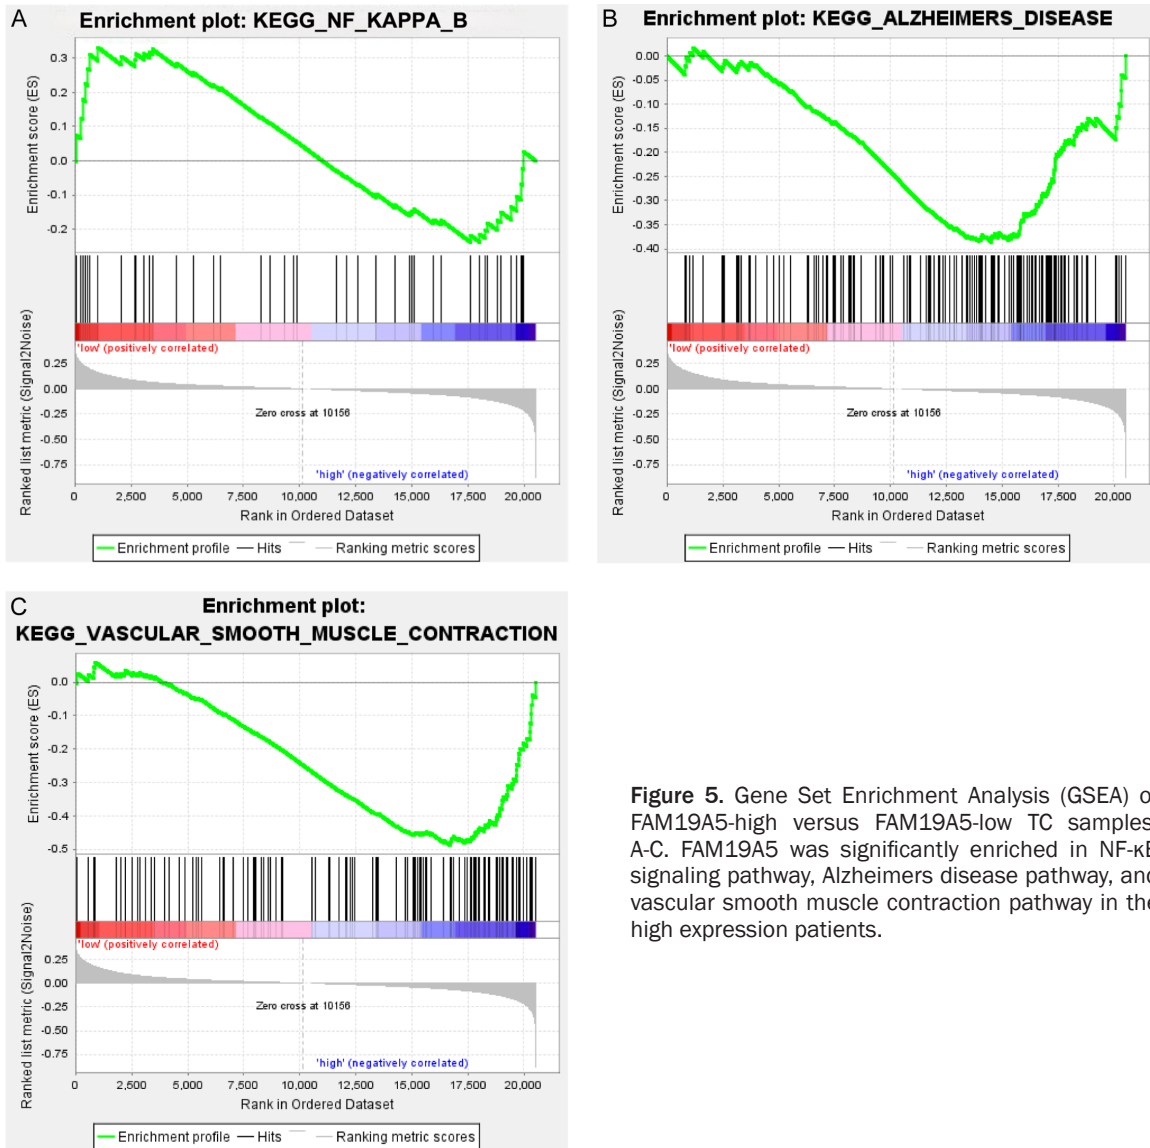 A
Enrichment plot: KEGG_NF_KAPPA_B
Enrichment score (ES)
0.3
0.2
0.1
0.0
-0.1
-0.2
'low' (positively correlated)
Ranked list metric (Signal2Noise)
0.25
0.00
-0.25
-0.50
-0.75
Zero cross at 10156
'high' (negatively correlated)
0 2,500 5,000 7,500 10,000 12,500 15,000 17,500 20,000
Rank in Ordered Dataset
Enrichment profile Hits Ranking metric scores
B
Enrichment plot: KEGG_ALZHEIMERS_DISEASE
Enrichment score (ES)
0.00
-0.05
-0.10
-0.15
-0.20
-0.25
-0.30
-0.35
-0.40
'low' (positively correlated)
Ranked list metric (Signal2Noise)
0.25
0.00
-0.25
-0.50
-0.75
Zero cross at 10156
'high' (negatively correlated)
0 2,500 5,000 7,500 10,000 12,500 15,000 17,500 20,000
Rank in Ordered Dataset
Enrichment profile Hits Ranking metric scores
C
Enrichment plot:
KEGG_VASCULAR_SMOOTH_MUSCLE_CONTRACTION
Enrichment score (ES)
0.0
-0.1
-0.2
-0.3
-0.4
-0.5
'low' (positively correlated)
Ranked list metric (Signal2Noise)
0.25
0.00
-0.25
-0.50
-0.75
Zero cross at 10156
'high' (negatively correlated)
0 2,500 5,000 7,500 10,000 12,500 15,000 17,500 20,000
Rank in Ordered Dataset
Enrichment profile Hits Ranking metric scores
Figure 5. Gene Set Enrichment Analysis (GSEA) o
FAM19A5-high versus FAM19A5-low TC samples
A-C. FAM19A5 was significantly enriched in NF-κB
signaling pathway, Alzheimers disease pathway, and
vascular smooth muscle contraction pathway in the
high expression patients.